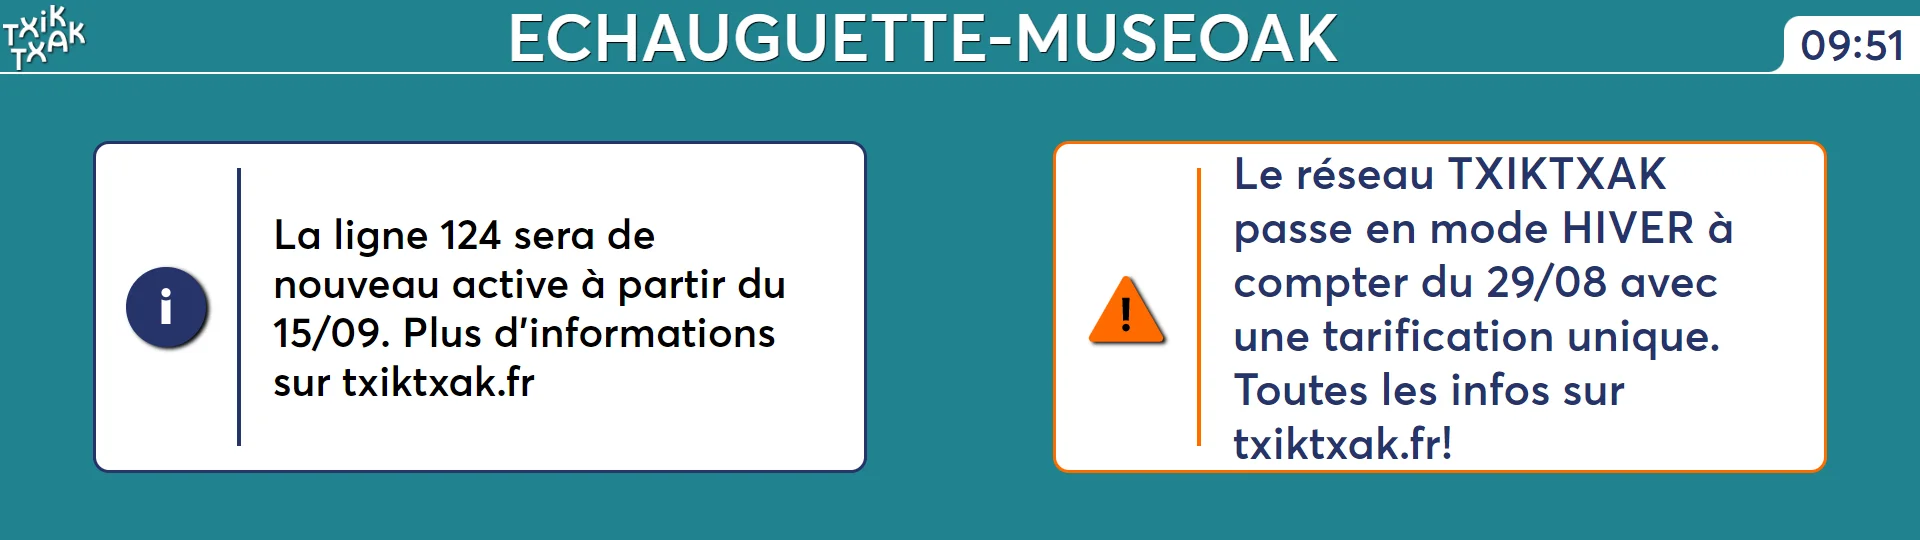 TXiK
TXAK
ECHAUGUETTE-MUSEOAK
09:51
i
La ligne 124 sera de
nouveau active à partir du
15/09. Plus d'informations
sur txiktxak.fr
!
Le réseau TXIKTXAK
passe en mode HIVER à
compter du 29/08 avec
une tarification unique.
Toutes les infos sur
txiktxak.fr!